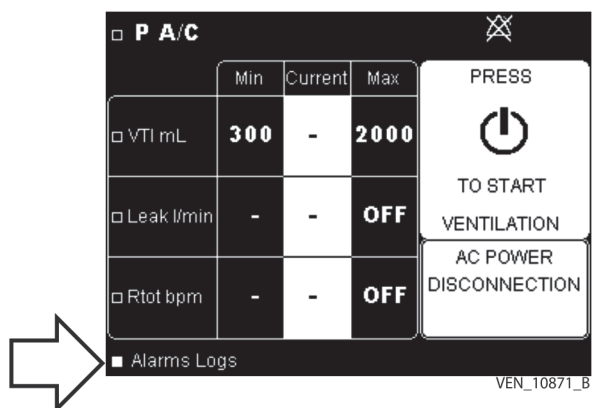 P A/C
Min Current Max
VTI mL 300 - 2000
Leak l/min - - OFF
Rtot bpm - - OFF
Alarms Logs
PRESS
TO START
VENTILATION
AC POWER
DISCONNECTION
VEN_10871_B